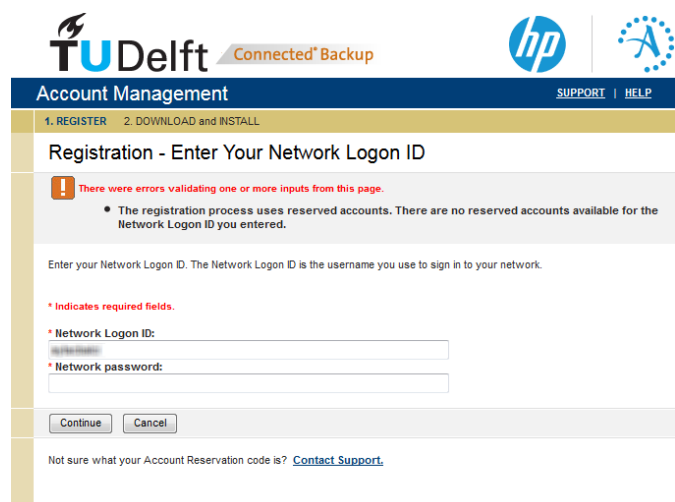 TUDelft Connected® Backup hp
Account Management SUPPORT | HELP
1. REGISTER 2. DOWNLOAD and INSTALL
Registration - Enter Your Network Logon ID
There were errors validating one or more inputs from this page.
• The registration process uses reserved accounts. There are no reserved accounts available for the
Network Logon ID you entered.
Enter your Network Logon ID. The Network Logon ID is the username you use to sign in to your network.
* Indicates required fields.
* Network Logon ID:
* Network password:
Continue Cancel
Not sure what your Account Reservation code is? Contact Support.